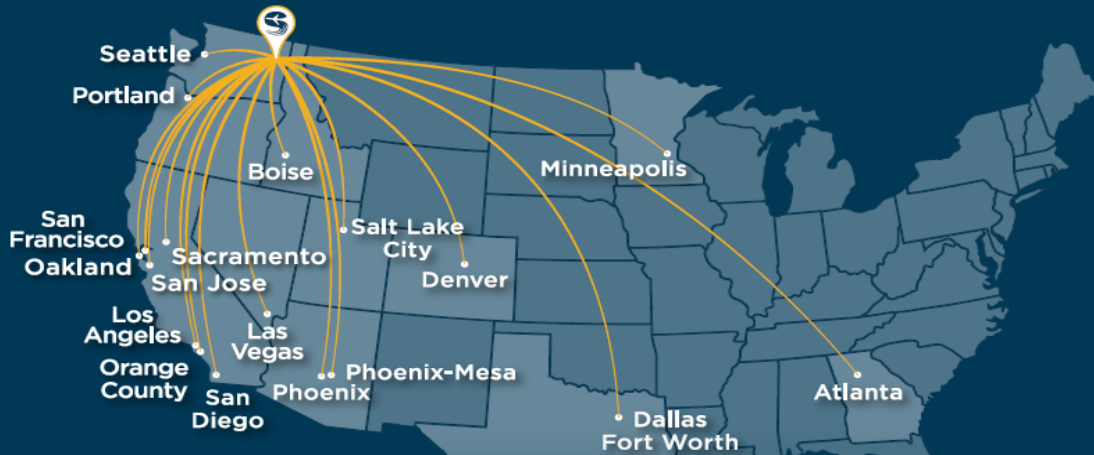 Seattle
Portland
Boise
Minneapolis
San
Francisco
Oakland
Sacramento
San Jose
Salt Lake
City
Denver
Los
Angeles
Orange
County
San
Diego
Las
Vegas
Phoenix
Phoenix-Mesa
Dallas
Fort Worth
Atlanta